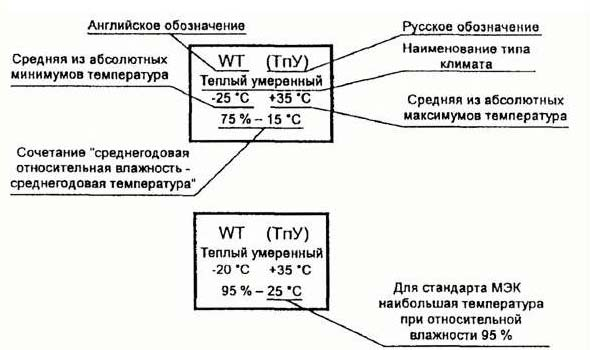 Английское обозначение
Русское обозначение
Средняя из абсолютных
минимумов температура
WT (ТпУ)
Теплый умеренный
-25 °С +35 °С
75 % – 15 °С
Наименование типа
климата
Средняя из абсолютных
максимумов температура
Сочетание "среднегодовая
относительная влажность -
среднегодовая температура"
WT (ТпУ)
Теплый умеренный
-20 °С +35 °С
95 % – 25 °С
Для стандарта МЭК
наибольшая температура
при относительной
влажности 95 %